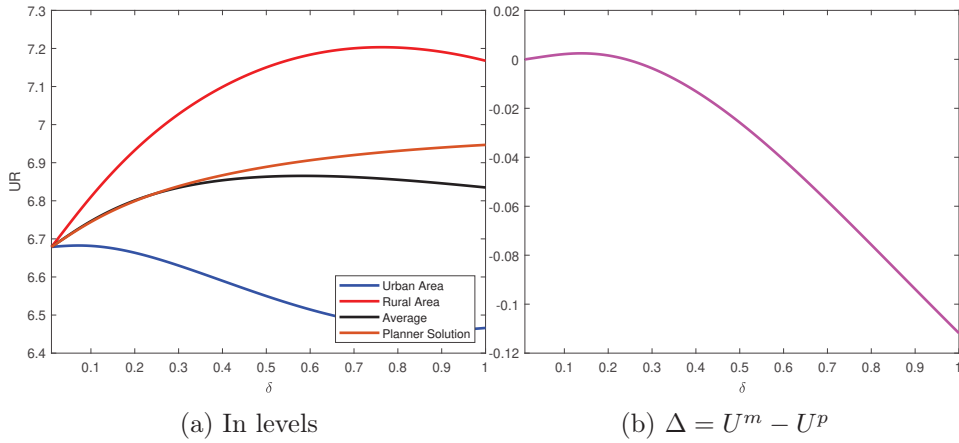 7.3
7.2
7.1
7
6.9
6.8
6.7
6.6
6.5
6.4
UR
0.1 0.2 0.3 0.4 0.5 0.6 0.7 0.8 0.9 1
δ
Urban Area
Rural Area
Average
Planner Solution
(a) In levels
0.02
0
-0.02
-0.04
-0.06
-0.08
-0.1
-0.12
0.1 0.2 0.3 0.4 0.5 0.6 0.7 0.8 0.9 1
δ
(b) Δ = U^m − U^p